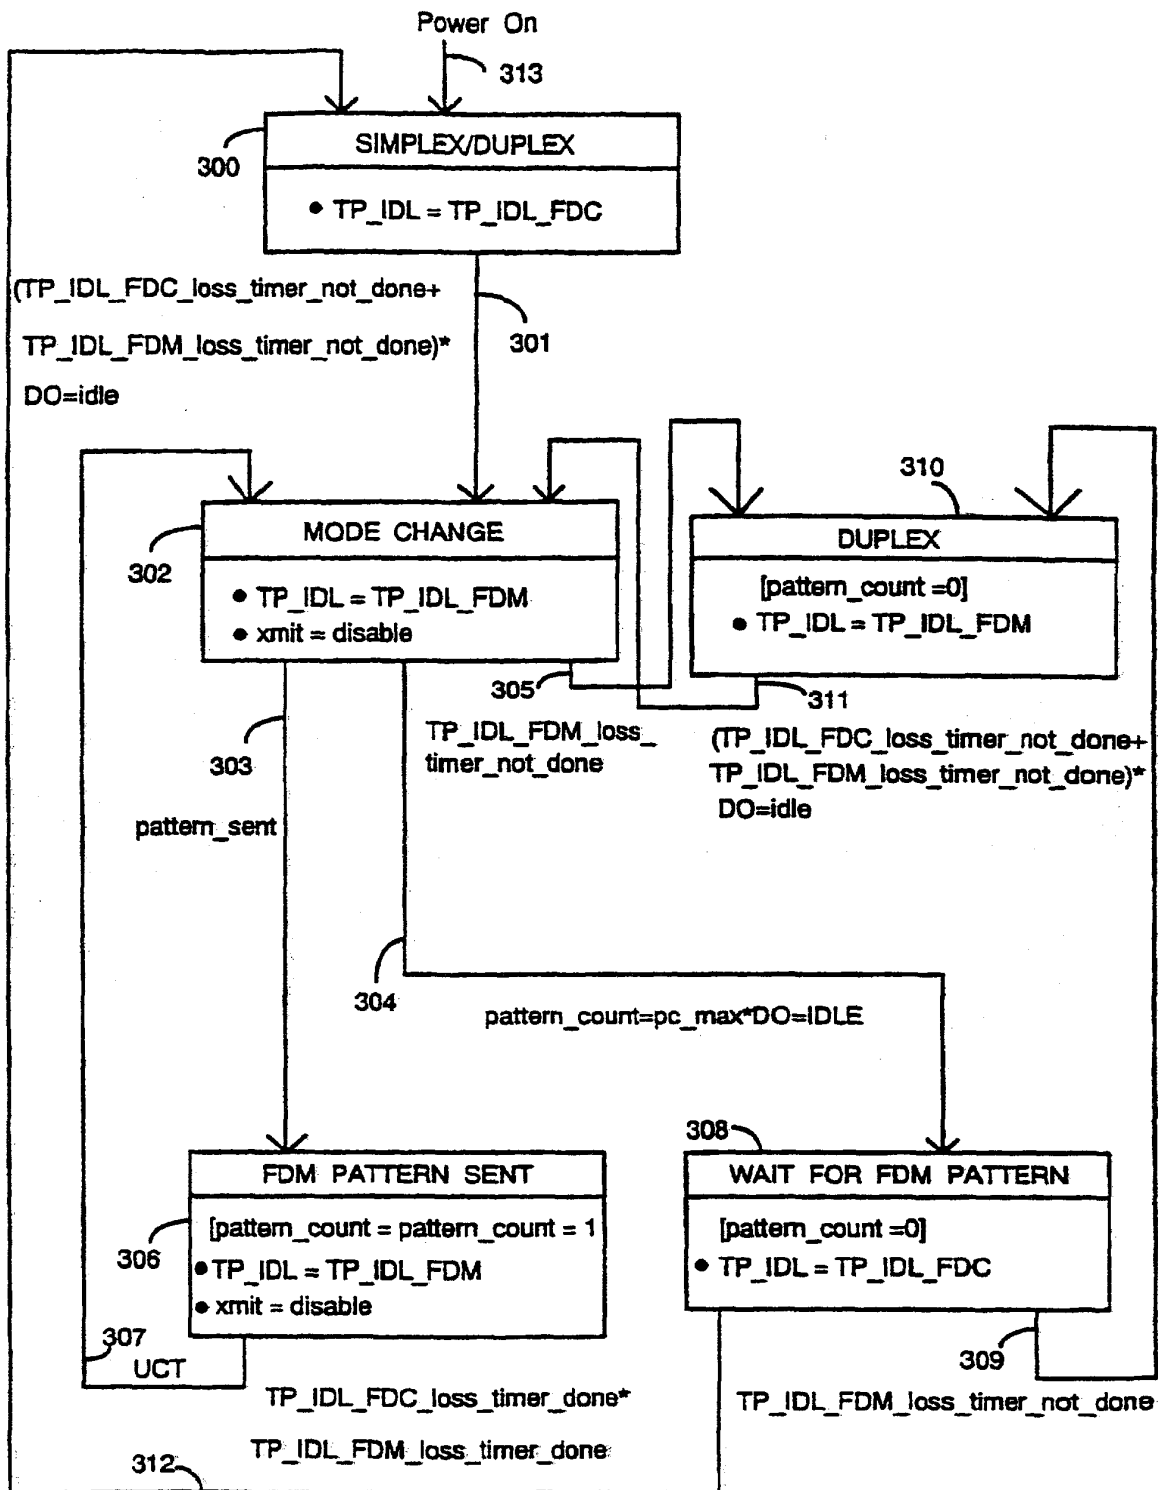 Power On
313
300
SIMPLEX/DUPLEX
• TP_IDL = TP_IDL_FDC
(TP_IDL_FDC_loss_timer_not_done+
TP_IDL_FDM_loss_timer_not_done)*
DO=idle
301
302
MODE CHANGE
• TP_IDL = TP_IDL_FDM
• xmit = disable
310
DUPLEX
[pattern_count =0]
• TP_IDL = TP_IDL_FDM
305
TP_IDL_FDM_loss_
timer_not_done
311
(TP_IDL_FDC_loss_timer_not_done+
TP_IDL_FDM_loss_timer_not_done)*
DO=idle
303
pattern_sent
304
pattern_count=pc_max*DO=IDLE
306
FDM PATTERN SENT
[pattern_count = pattern_count = 1
• TP_IDL = TP_IDL_FDM
• xmit = disable
308
WAIT FOR FDM PATTERN
[pattern_count =0]
• TP_IDL = TP_IDL_FDC
307
UCT
309
TP_IDL_FDM_loss_timer_not_done
TP_IDL_FDC_loss_timer_done*
TP_IDL_FDM_loss_timer_done
312